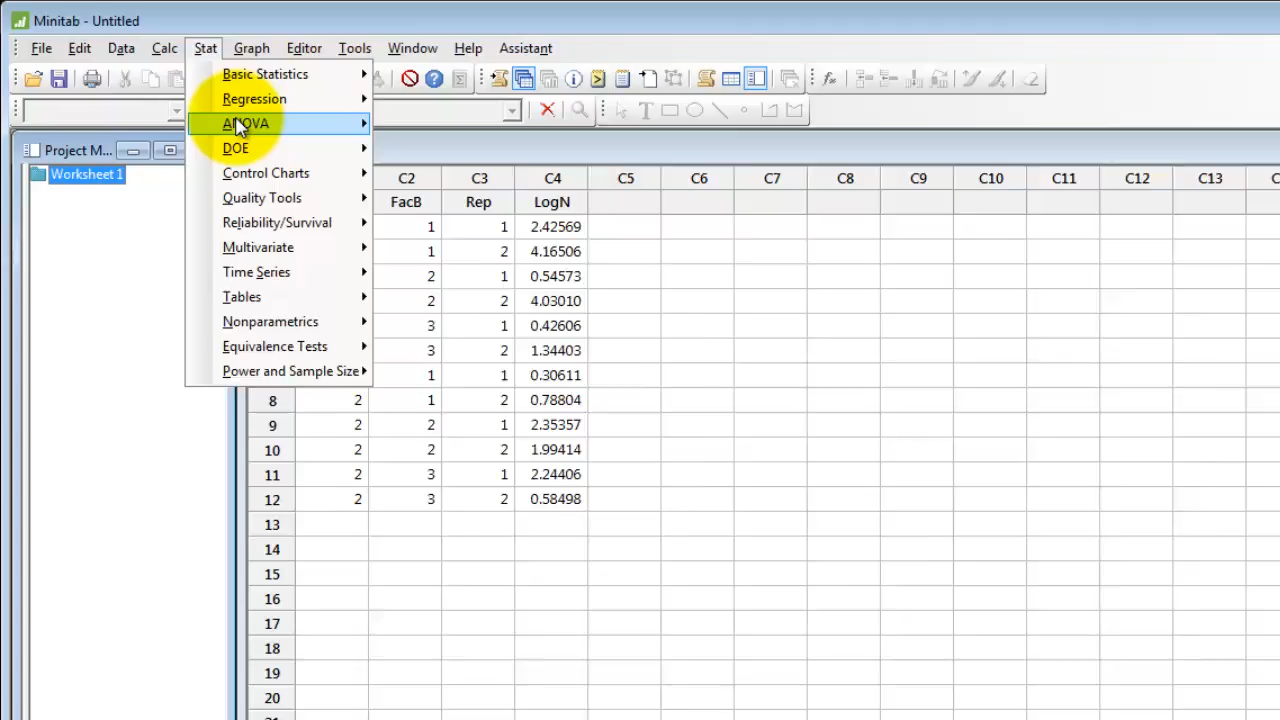 Minitab - Untitled
File Edit Data Calc Stat Graph Editor Tools Window Help Assistant
Basic Statistics
Regression
ANOVA
DOE
Control Charts
Quality Tools
Reliability/Survival
Multivariate
Time Series
Tables
Nonparametrics
Equivalence Tests
Power and Sample Size
Project M...
Worksheet 1
C2 C3 C4 C5 C6 C7 C8 C9 C10 C11 C12 C13
FacB Rep LogN
1 1 2.42569
1 2 4.16506
2 1 0.54573
2 2 4.03010
3 1 0.42606
3 2 1.34403
1 1 0.30611
8 2 1 2 0.78804
9 2 2 1 2.35357
10 2 2 2 1.99414
11 2 3 1 2.24406
12 2 3 2 0.58498
13
14
15
16
17
18
19
20